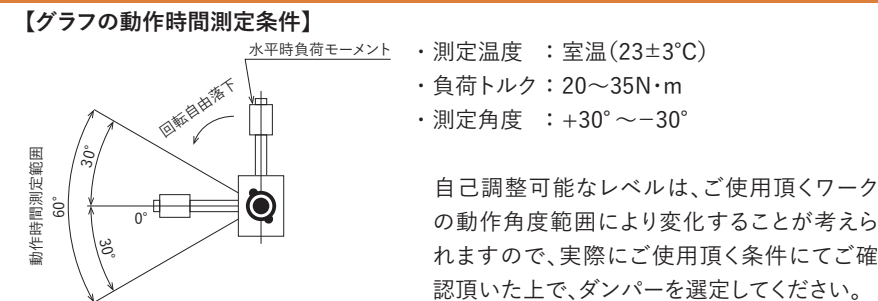 【グラフの動作時間測定条件】
水平時負荷モーメント
回転自由落下
動作時間測定範囲
60°
30°
0°
30°
・測定温度 ：室温(23±3℃)
・負荷トルク：20～35N・m
・測定角度 ：+30°～−30°
自己調整可能なレベルは、ご使用頂くワーク
の動作角度範囲により変化することが考えら
れますので、実際にご使用頂く条件にてご確
認頂いた上で、ダンパーを選定してください。